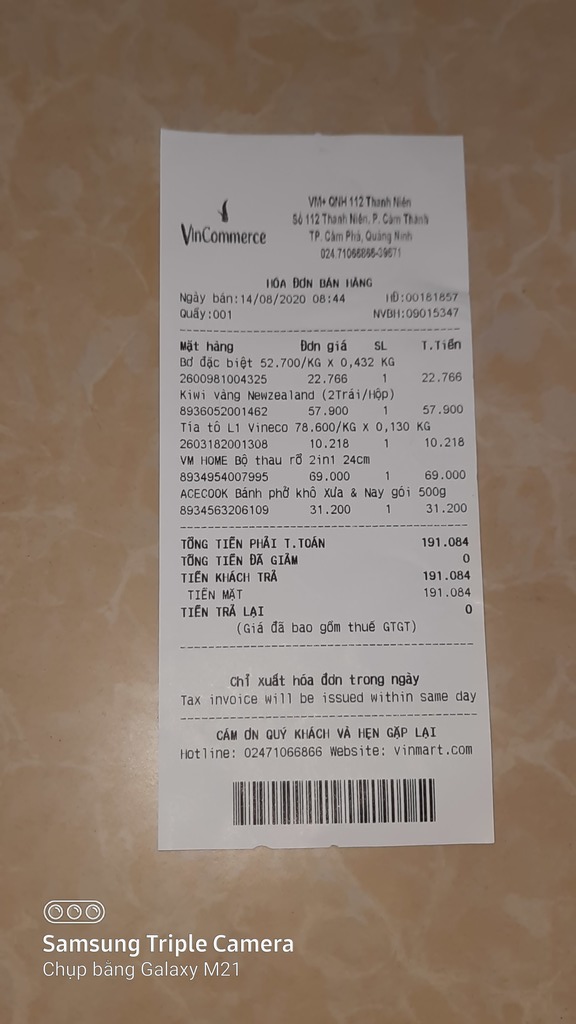 VinCommerce
VM+ QNH 112 Thanh Niên
Số 112 Thanh Niên, P. Cẩm Thành
TP. Cẩm Phả, Quảng Ninh
024.71066866-39671
HÓA ĐƠN BÁN HÀNG
Ngày bán:14/08/2020 08:44 HĐ:00181857
Quầy:001 NVBH:09015347
Mặt hàng Đơn giá SL T.Tiền
Bơ đặc biệt 52.700/KG X 0,432 KG
2600981004325 22.766 1 22.766
Kiwi vàng Newzealand (2Trái/Hộp)
8936052001462 57.900 1 57.900
Tía tô L1 Vineco 78.600/KG X 0,130 KG
2603182001308 10.218 1 10.218
VM HOME Bộ thau rổ 2in1 24cm
8934954007995 69.000 1 69.000
ACECOOK Bánh phở khô Xưa & Nay gói 500g
8934563206109 31.200 1 31.200
TỔNG TIỀN PHẢI T.TOÁN 191.084
TỔNG TIỀN ĐÃ GIẢM 0
TIỀN KHÁCH TRẢ 191.084
TIỀN MẶT 191.084
TIỀN TRẢ LẠI 0
(Giá đã bao gồm thuế GTGT)
Chỉ xuất hóa đơn trong ngày
Tax invoice will be issued within same day
CẢM ƠN QUÝ KHÁCH VÀ HẸN GẶP LẠI
Hotline: 02471066866 Website: vinmart.com
Samsung Triple Camera
Chụp bằng Galaxy M21